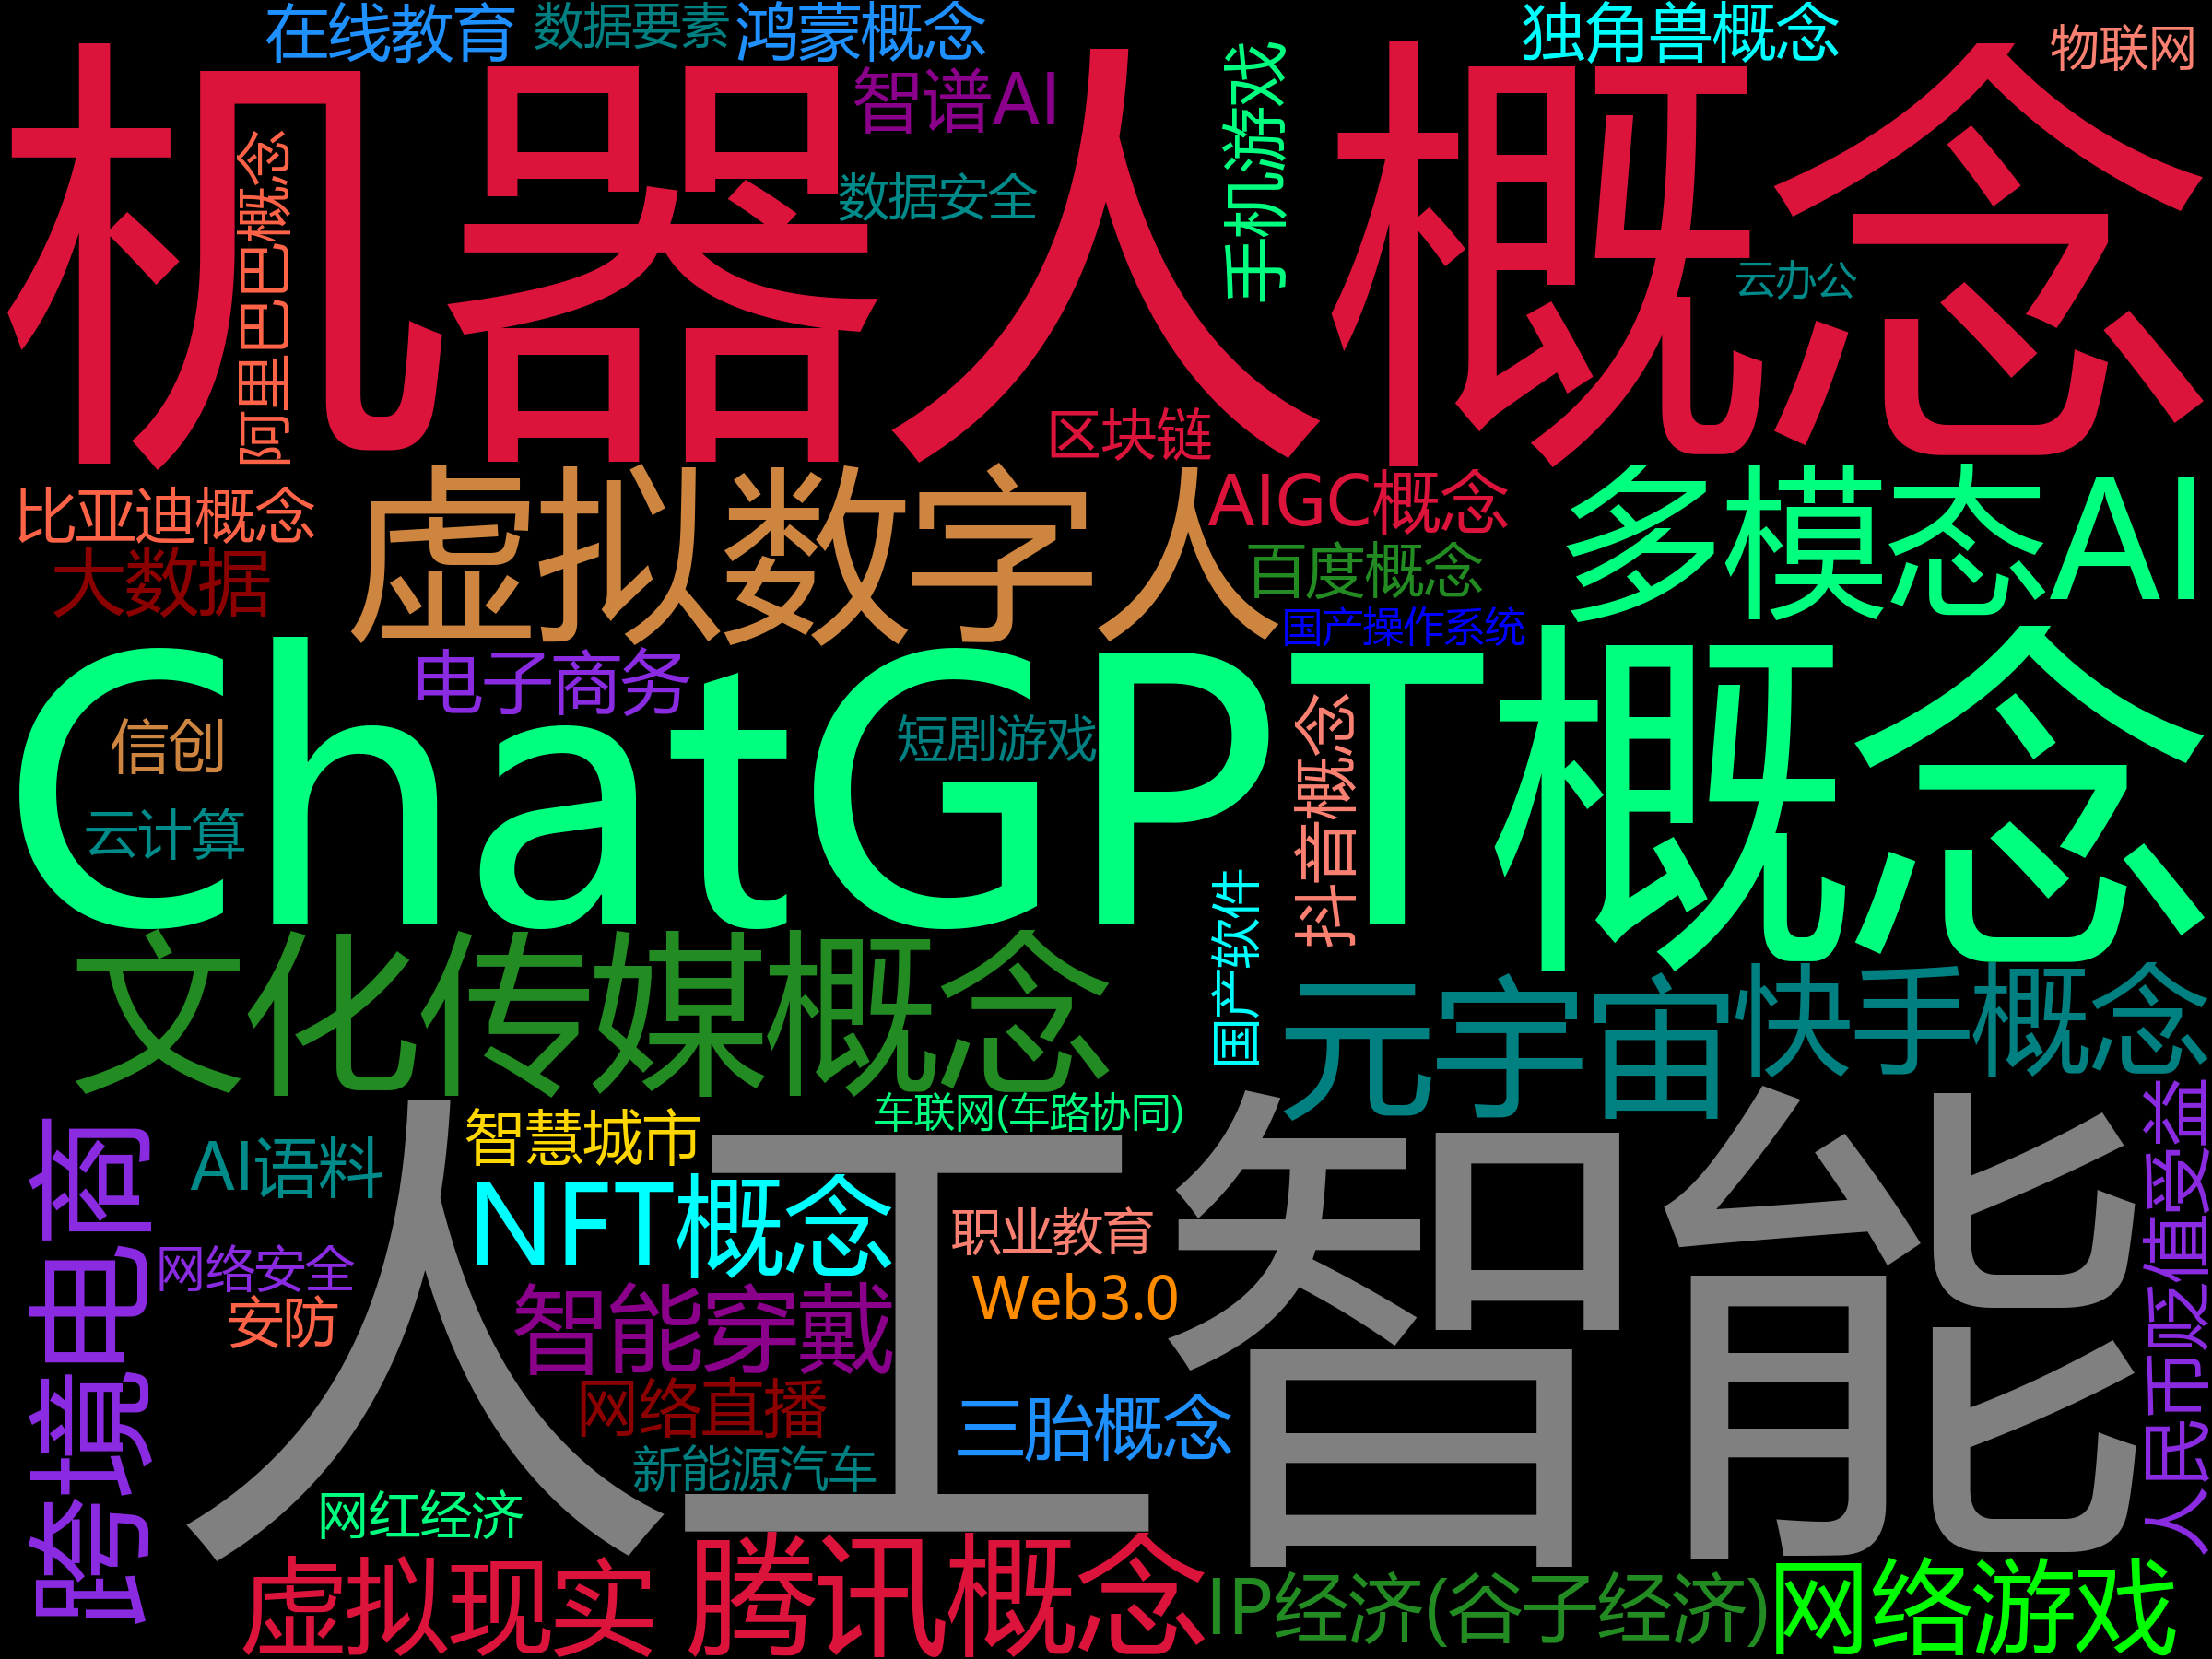 在线教育
数据要素
鸿蒙概念
独角兽概念
物联网
机器人概念
智谱AI
手机游戏
阿里巴巴概念
数据安全
云办公
区块链
比亚迪概念
虚拟数字人
AIGC概念
多模态AI
大数据
百度概念
国产操作系统
电子商务
ChatGPT概念
信创
短剧游戏
抖音概念
云计算
国产软件
文化传媒概念
元宇宙
快手概念
车联网(车路协同)
人民币贬值受益
跨境电商
智慧城市
AI语料
人工智能
NFT概念
职业教育
网络安全
Web3.0
安防
智能穿戴
网络直播
三胎概念
新能源汽车
网红经济
虚拟现实
腾讯概念
IP经济(谷子经济)
网络游戏